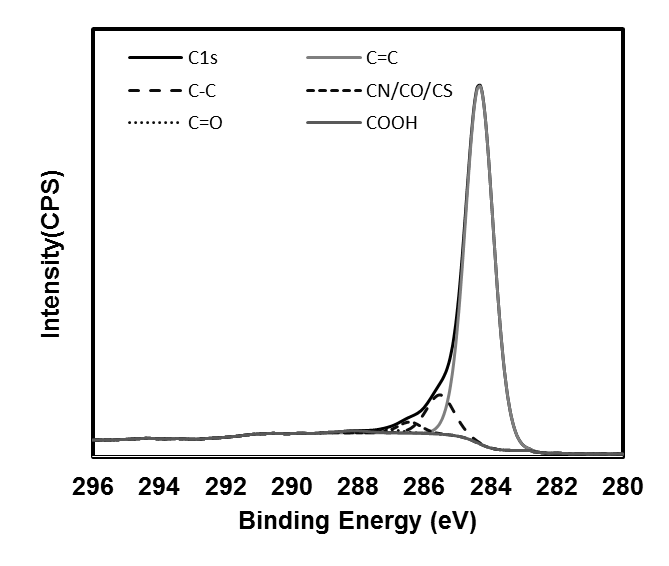 C1s
C=C
C-C
CN/CO/CS
C=O
COOH
Intensity(CPS)
296 294 292 290 288 286 284 282 280
Binding Energy (eV)